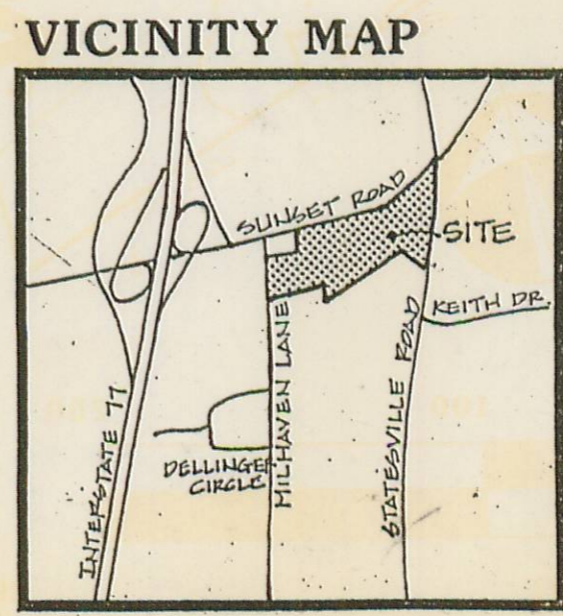 VICINITY MAP
SUNSET ROAD
SITE
KEITH DR.
INTERSTATE 77
DELLINGER
CIRCLE
MILHAVEN LANE
STATESVILLE ROAD